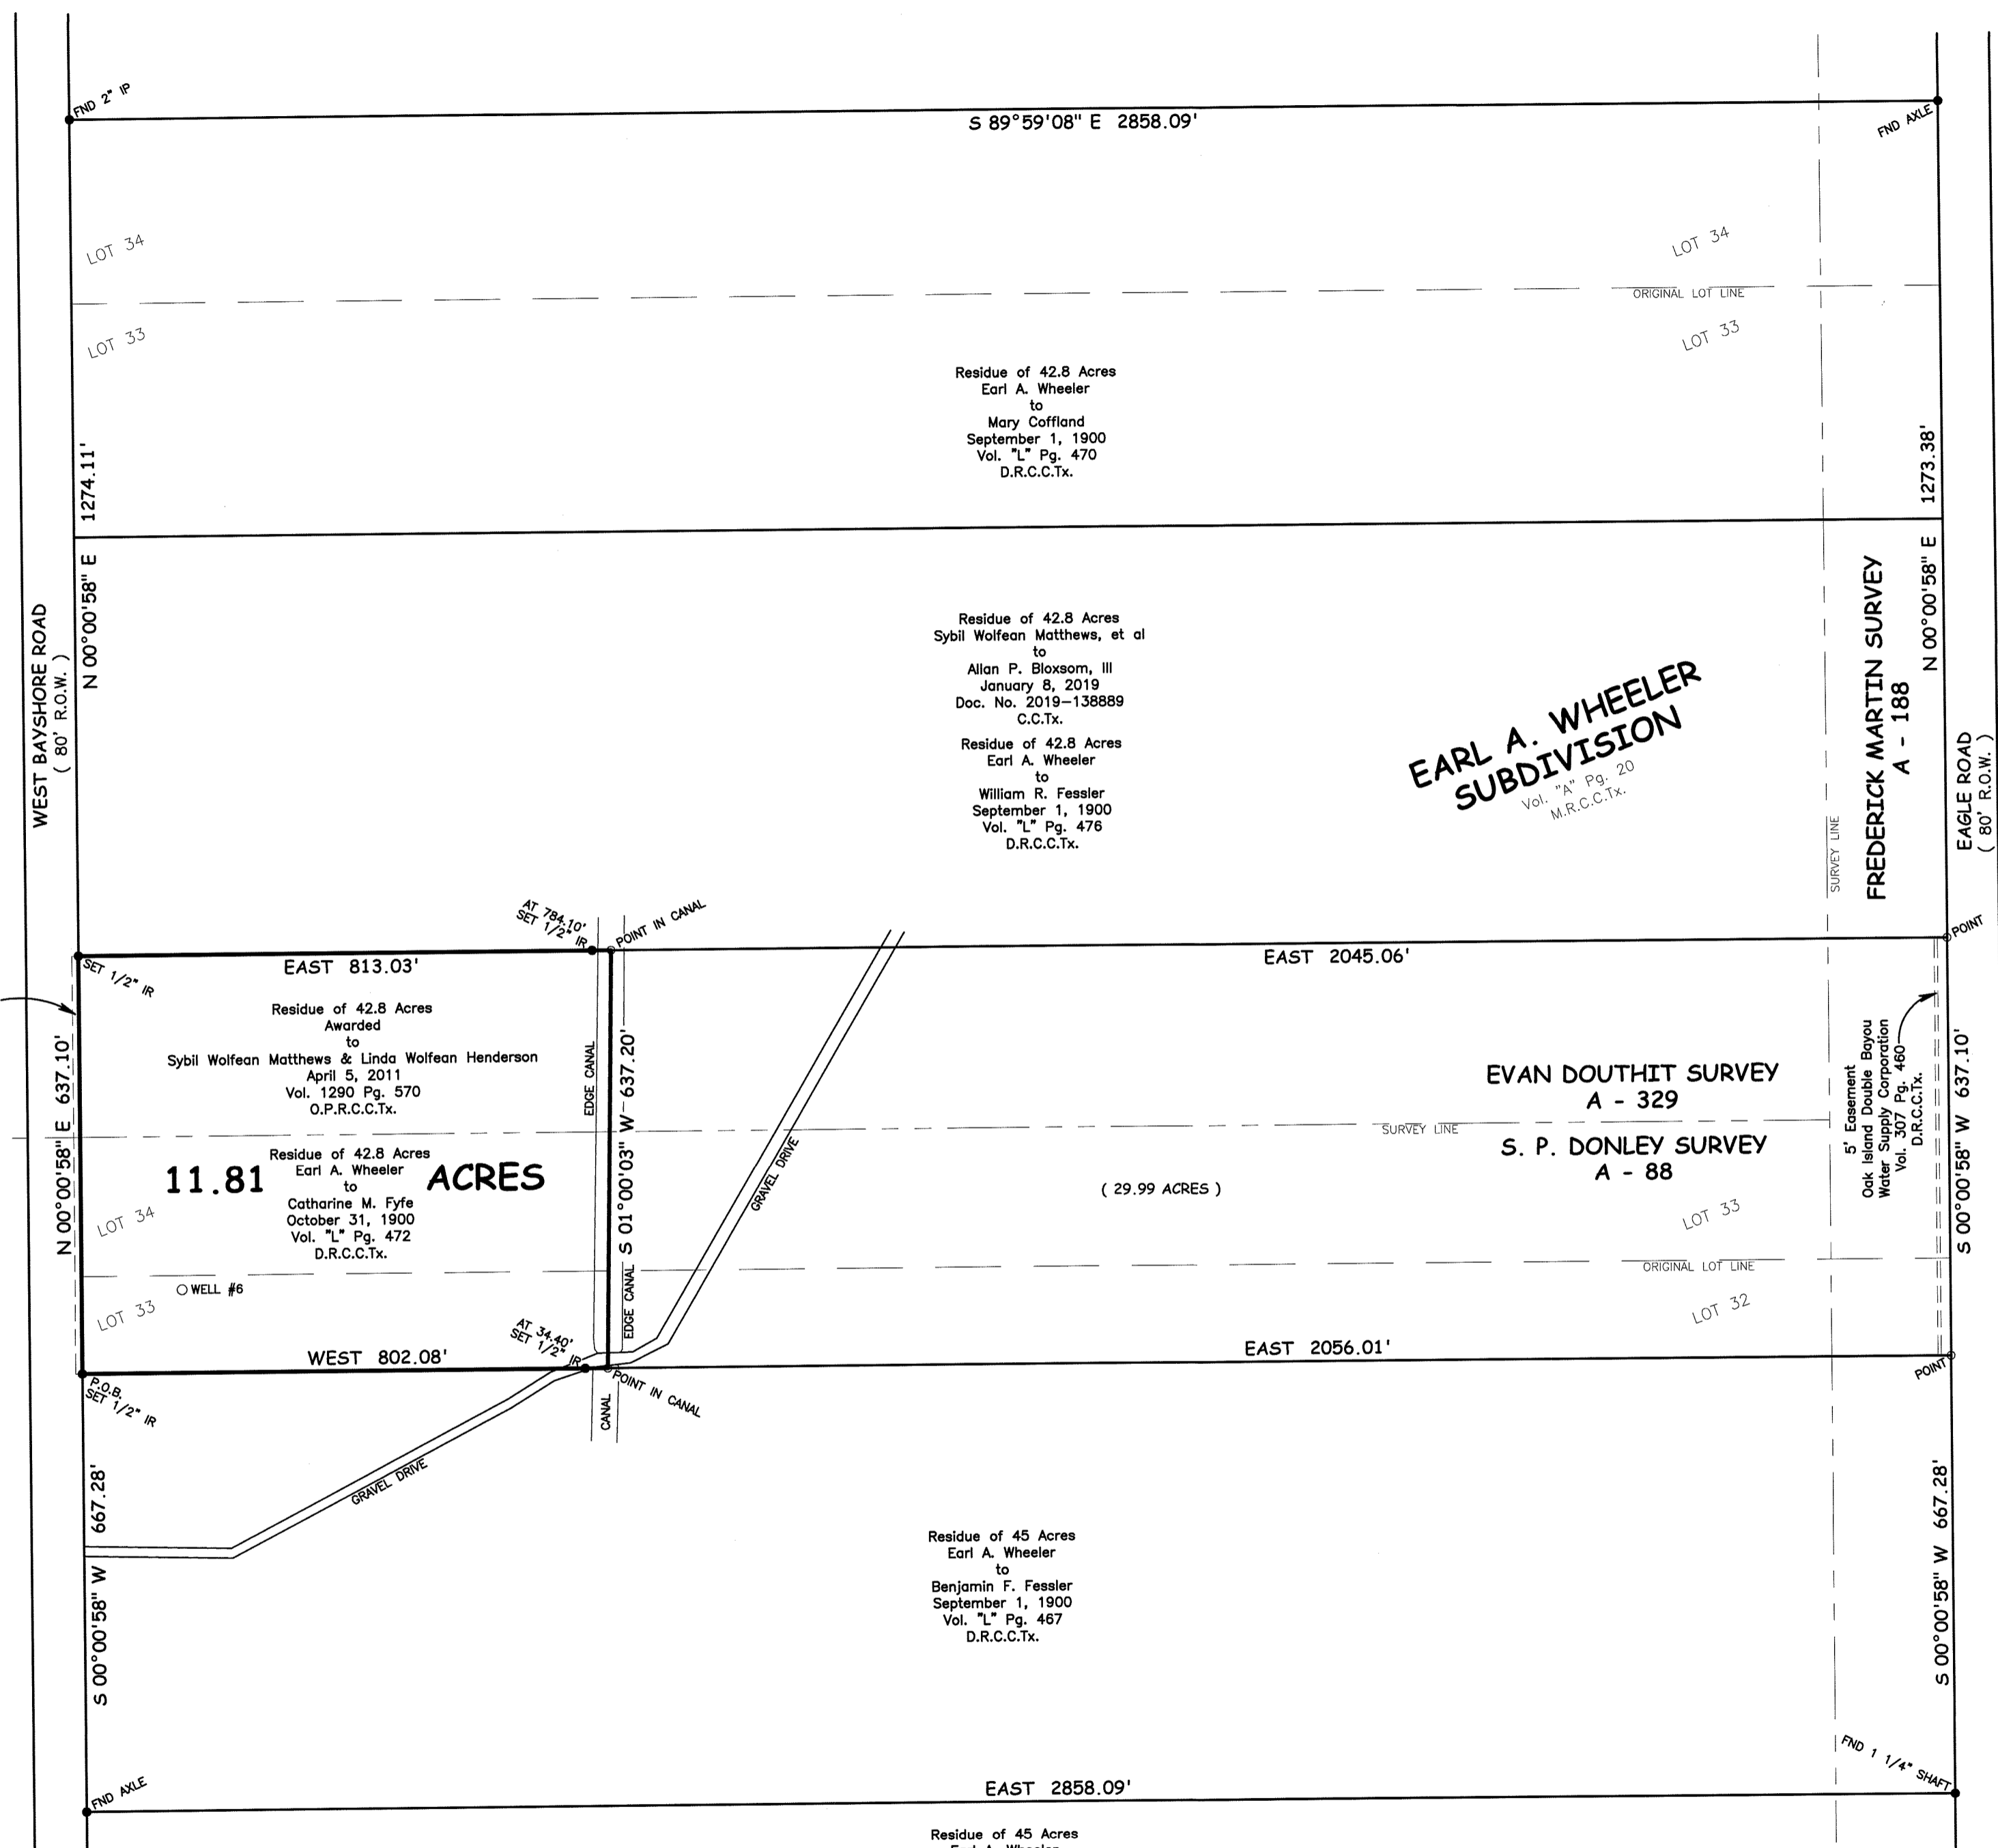 FND 2" IP
S 89°59'08" E 2858.09'
FND AXLE
LOT 34
LOT 34
ORIGINAL LOT LINE
LOT 33
LOT 33
Residue of 42.8 Acres
Earl A. Wheeler
to
Mary Coffland
September 1, 1900
Vol. "L" Pg. 470
D.R.C.C.Tx.
N 00°00'58" E 1274.11'
N 00°00'58" E 1273.38'
WEST BAYSHORE ROAD
( 80' R.O.W. )
Residue of 42.8 Acres
Sybil Wolfean Matthews, et al
to
Allan P. Bloxsom, III
January 8, 2019
Doc. No. 2019-138889
C.C.Tx.
Residue of 42.8 Acres
Earl A. Wheeler
to
William R. Fessler
September 1, 1900
Vol. "L" Pg. 476
D.R.C.C.Tx.
EARL A. WHEELER
SUBDIVISION
Vol. "A" Pg. 20
M.R.C.C.Tx.
SURVEY LINE
FREDERICK MARTIN SURVEY
A - 188
EAGLE ROAD
( 80' R.O.W. )
AT 784.10'
SET 1/2" IR
POINT IN CANAL
POINT
SET 1/2" IR
EAST 813.03'
EAST 2045.06'
N 00°00'58" E 637.10'
Residue of 42.8 Acres
Awarded
to
Sybil Wolfean Matthews & Linda Wolfean Henderson
April 5, 2011
Vol. 1290 Pg. 570
O.P.R.C.C.Tx.
EDGE CANAL
S 01°00'03" W 637.20'
EDGE CANAL
GRAVEL DRIVE
EVAN DOUTHIT SURVEY
A - 329
SURVEY LINE
S. P. DONLEY SURVEY
A - 88
5' Easement
Oak Island Double Bayou
Water Supply Corporation
Vol. 307 Pg. 460
D.R.C.C.Tx.
S 00°00'58" W 637.10'
11.81 ACRES
Residue of 42.8 Acres
Earl A. Wheeler
to
Catharine M. Fyfe
October 31, 1900
Vol. "L" Pg. 472
D.R.C.C.Tx.
( 29.99 ACRES )
LOT 34
LOT 33
ORIGINAL LOT LINE
WELL #6
LOT 33
LOT 32
AT 34.40'
SET 1/2" IR
WEST 802.08'
EAST 2056.01'
P.O.B.
SET 1/2" IR
POINT IN CANAL
CANAL
POINT
GRAVEL DRIVE
S 00°00'58" W 667.28'
S 00°00'58" W 667.28'
Residue of 45 Acres
Earl A. Wheeler
to
Benjamin F. Fessler
September 1, 1900
Vol. "L" Pg. 467
D.R.C.C.Tx.
FND AXLE
FND 1 1/4" SHAFT
EAST 2858.09'
Residue of 45 Acres